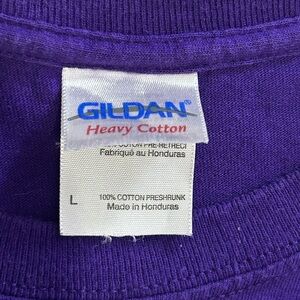 GILDAN®
Heavy Cotton
Fabriqué au Honduras
L
100% COTTON PRESHRUNK
Made in Honduras